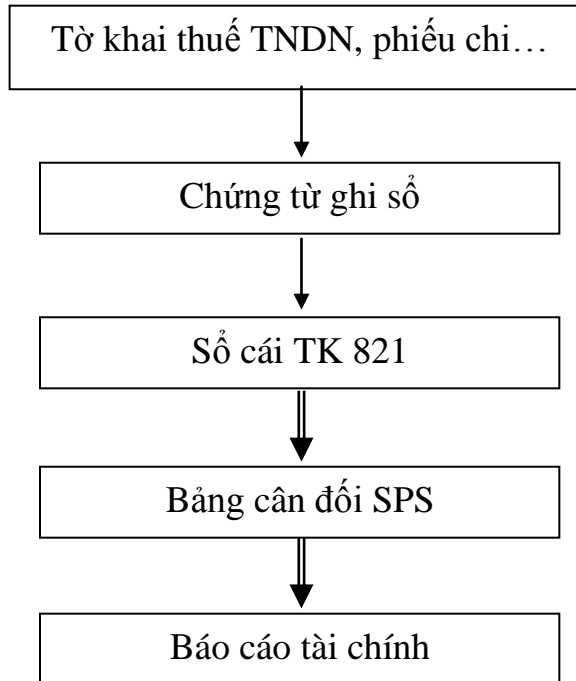 Tờ khai thuế TNDN, phiếu chi…
Chứng từ ghi sổ
Sổ cái TK 821
Bảng cân đối SPS
Báo cáo tài chính